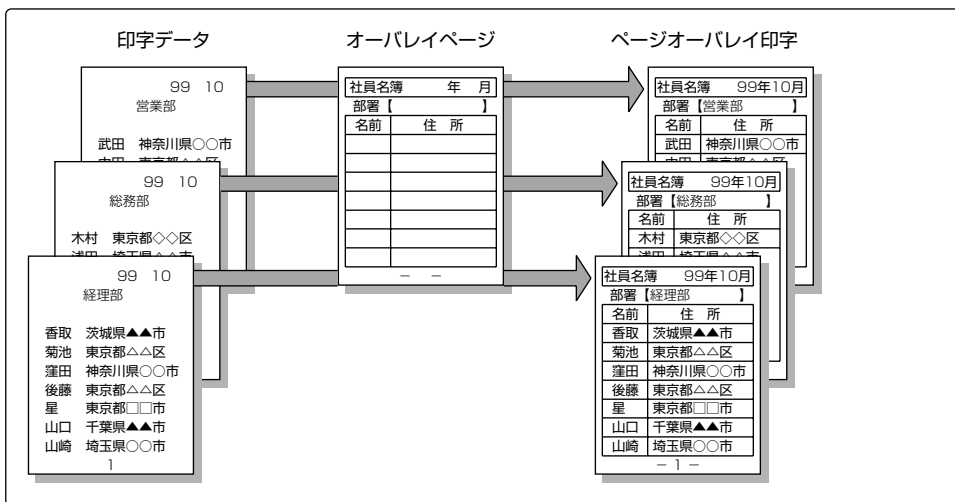 印字データ
オーバレイページ
ページオーバレイ印字
99 10
営業部
武田 神奈川県○○市
99 10
総務部
木村 東京都◇◇区
99 10
経理部
香取 茨城県▲▲市
菊池 東京都△△区
窪田 神奈川県○○市
後藤 東京都△△区
星 東京都□□市
山口 千葉県▲▲市
山崎 埼玉県○○市
1
社員名簿 年 月
部署【 】
名前 住 所
− −
社員名簿 99年10月
部署【営業部 】
名前 住 所
武田 神奈川県○○市
社員名簿 99年10月
部署【総務部 】
名前 住 所
木村 東京都◇◇区
社員名簿 99年10月
部署【経理部 】
名前 住 所
香取 茨城県▲▲市
菊池 東京都△△区
窪田 神奈川県○○市
後藤 東京都△△区
星 東京都□□市
山口 千葉県▲▲市
山崎 埼玉県○○市
− 1 −